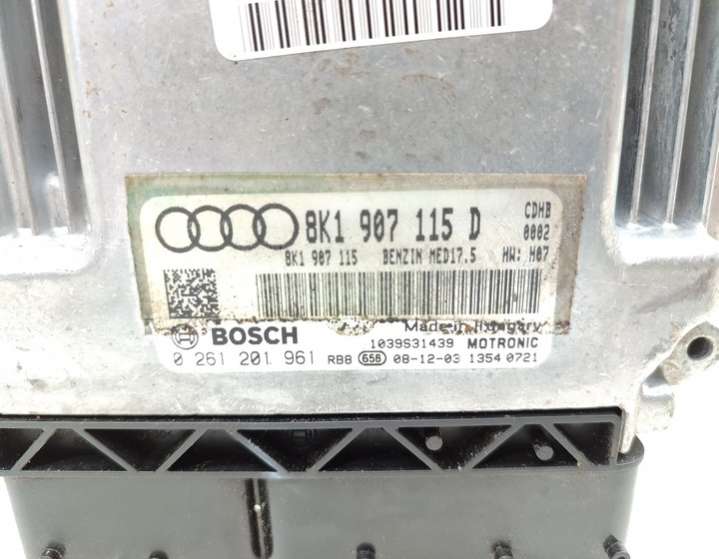 8K1 907 115 D
CDHB
0002
8K1 907 115 BENZIN MED17.5 HW: H07
Made in Hungary
BOSCH
1039S31439 MOTRONIC
0 261 201 961 RBB 658 08-12-03 1354 0721